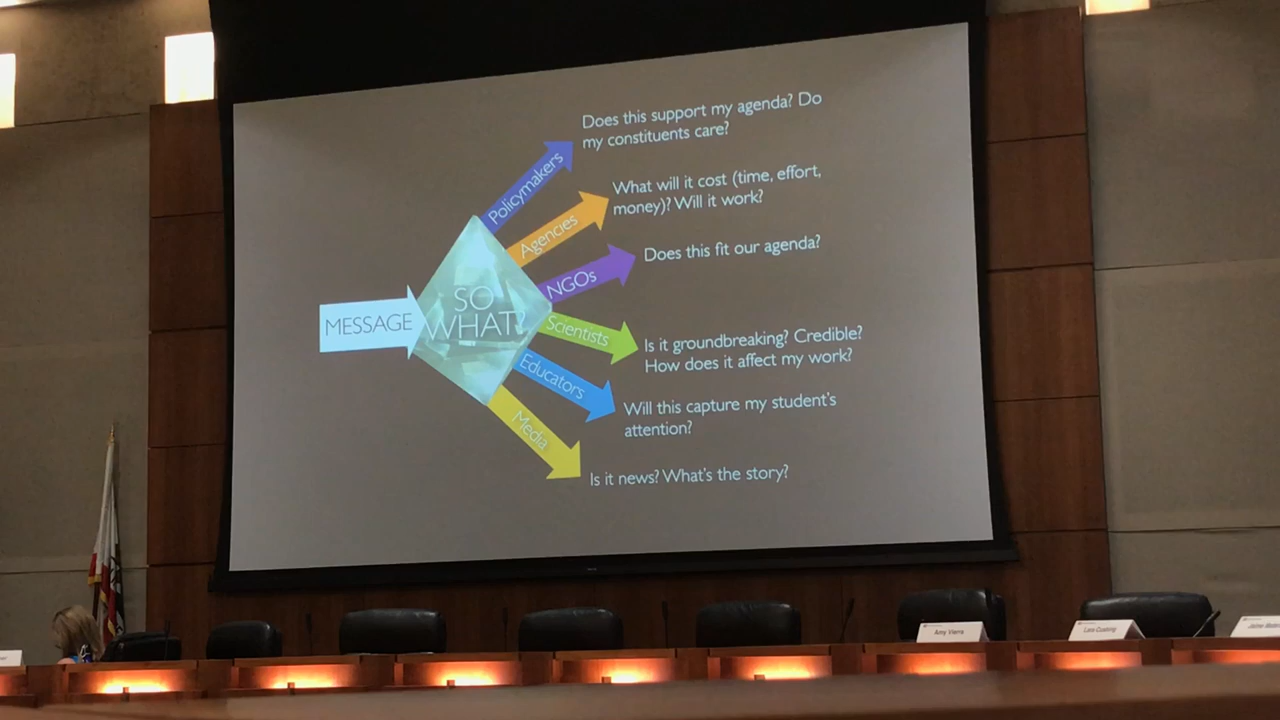 Does this support my agenda? Do
my constituents care?
Policymakers
What will it cost (time, effort,
money)? Will it work?
Agencies
Does this fit our agenda?
NGOs
MESSAGE
SO
WHAT?
Scientists
Is it groundbreaking? Credible?
How does it affect my work?
Educators
Will this capture my student's
attention?
Media
Is it news? What's the story?
Amy Vierra
Lois Cushing